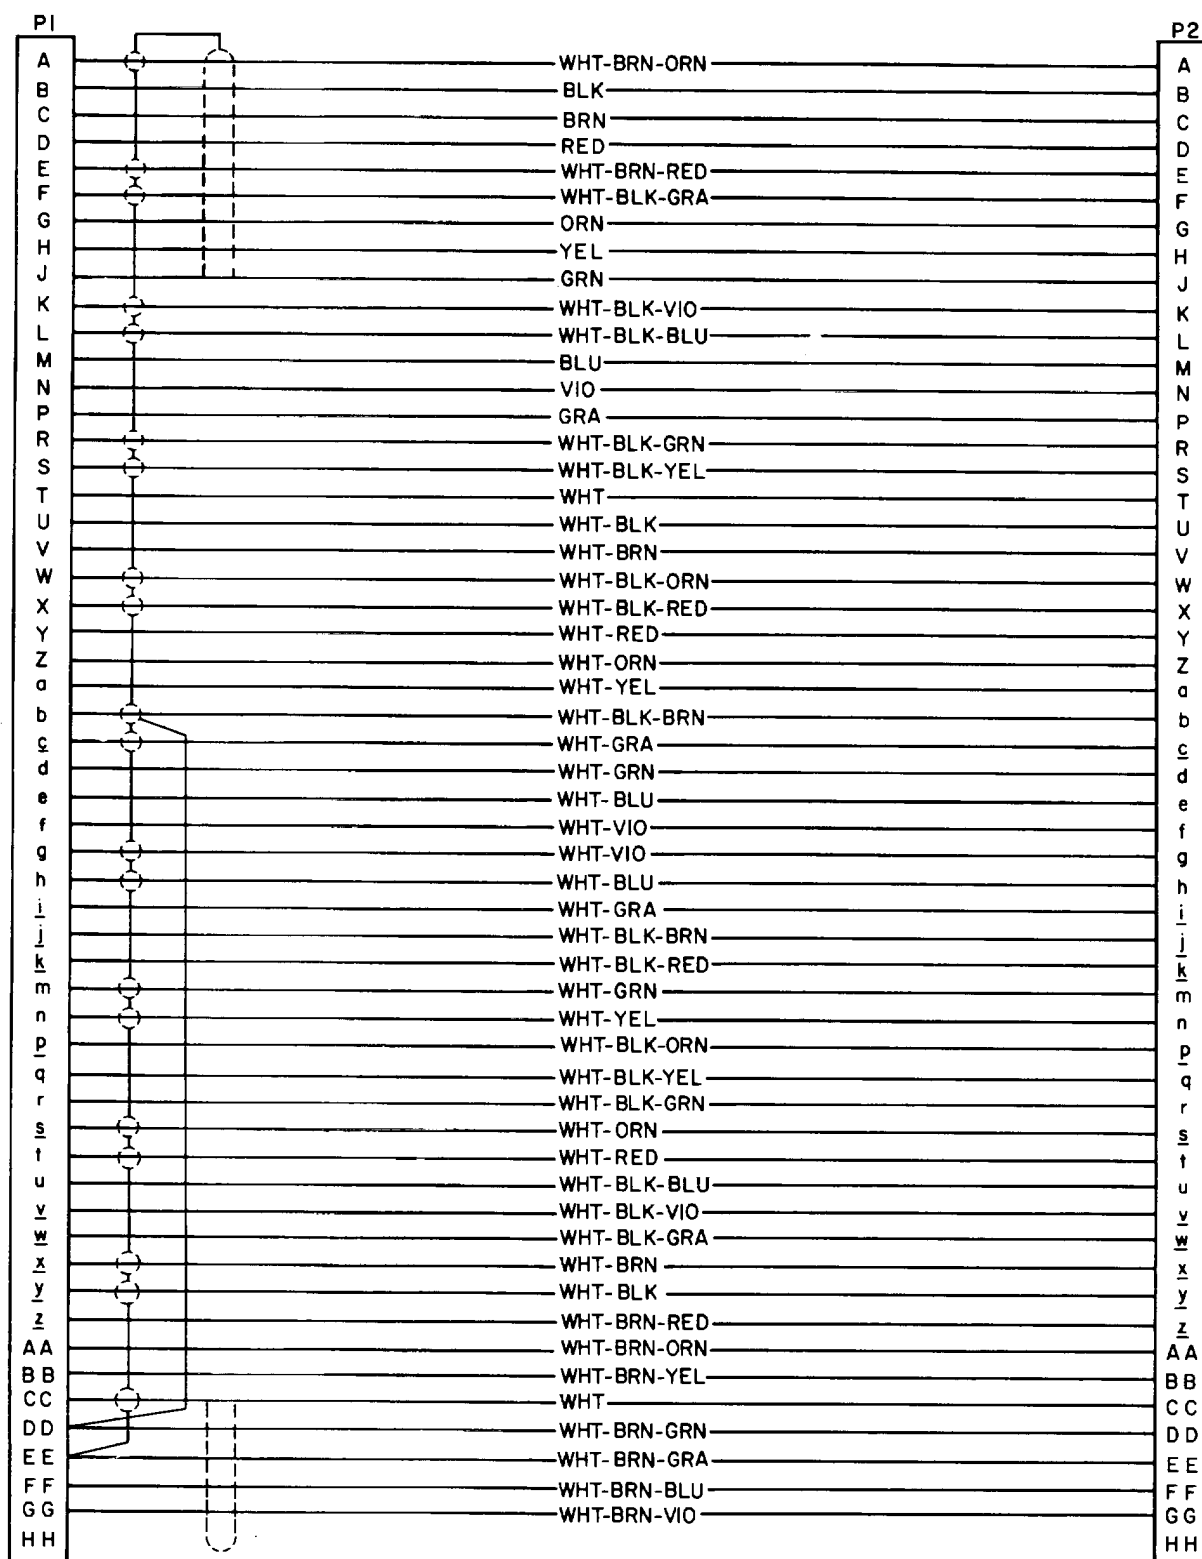 P1 P2
A WHT-BRN-ORN A
B BLK B
C BRN C
D RED D
E WHT-BRN-RED E
F WHT-BLK-GRA F
G ORN G
H YEL H
J GRN J
K WHT-BLK-VIO K
L WHT-BLK-BLU L
M BLU M
N VIO N
P GRA P
R WHT-BLK-GRN R
S WHT-BLK-YEL S
T WHT T
U WHT-BLK U
V WHT-BRN V
W WHT-BLK-ORN W
X WHT-BLK-RED X
Y WHT-RED Y
Z WHT-ORN Z
a WHT-YEL a
b WHT-BLK-BRN b
c WHT-GRA c
d WHT-GRN d
e WHT-BLU e
f WHT-VIO f
g WHT-VIO g
h WHT-BLU h
i WHT-GRA i
j WHT-BLK-BRN j
k WHT-BLK-RED k
m WHT-GRN m
n WHT-YEL n
p WHT-BLK-ORN p
q WHT-BLK-YEL q
r WHT-BLK-GRN r
s WHT-ORN s
t WHT-RED t
u WHT-BLK-BLU u
v WHT-BLK-VIO v
w WHT-BLK-GRA w
x WHT-BRN x
y WHT-BLK y
z WHT-BRN-RED z
AA WHT-BRN-ORN AA
BB WHT-BRN-YEL BB
CC WHT CC
DD WHT-BRN-GRN DD
EE WHT-BRN-GRA EE
FF WHT-BRN-BLU FF
GG WHT-BRN-VIO GG
HH HH